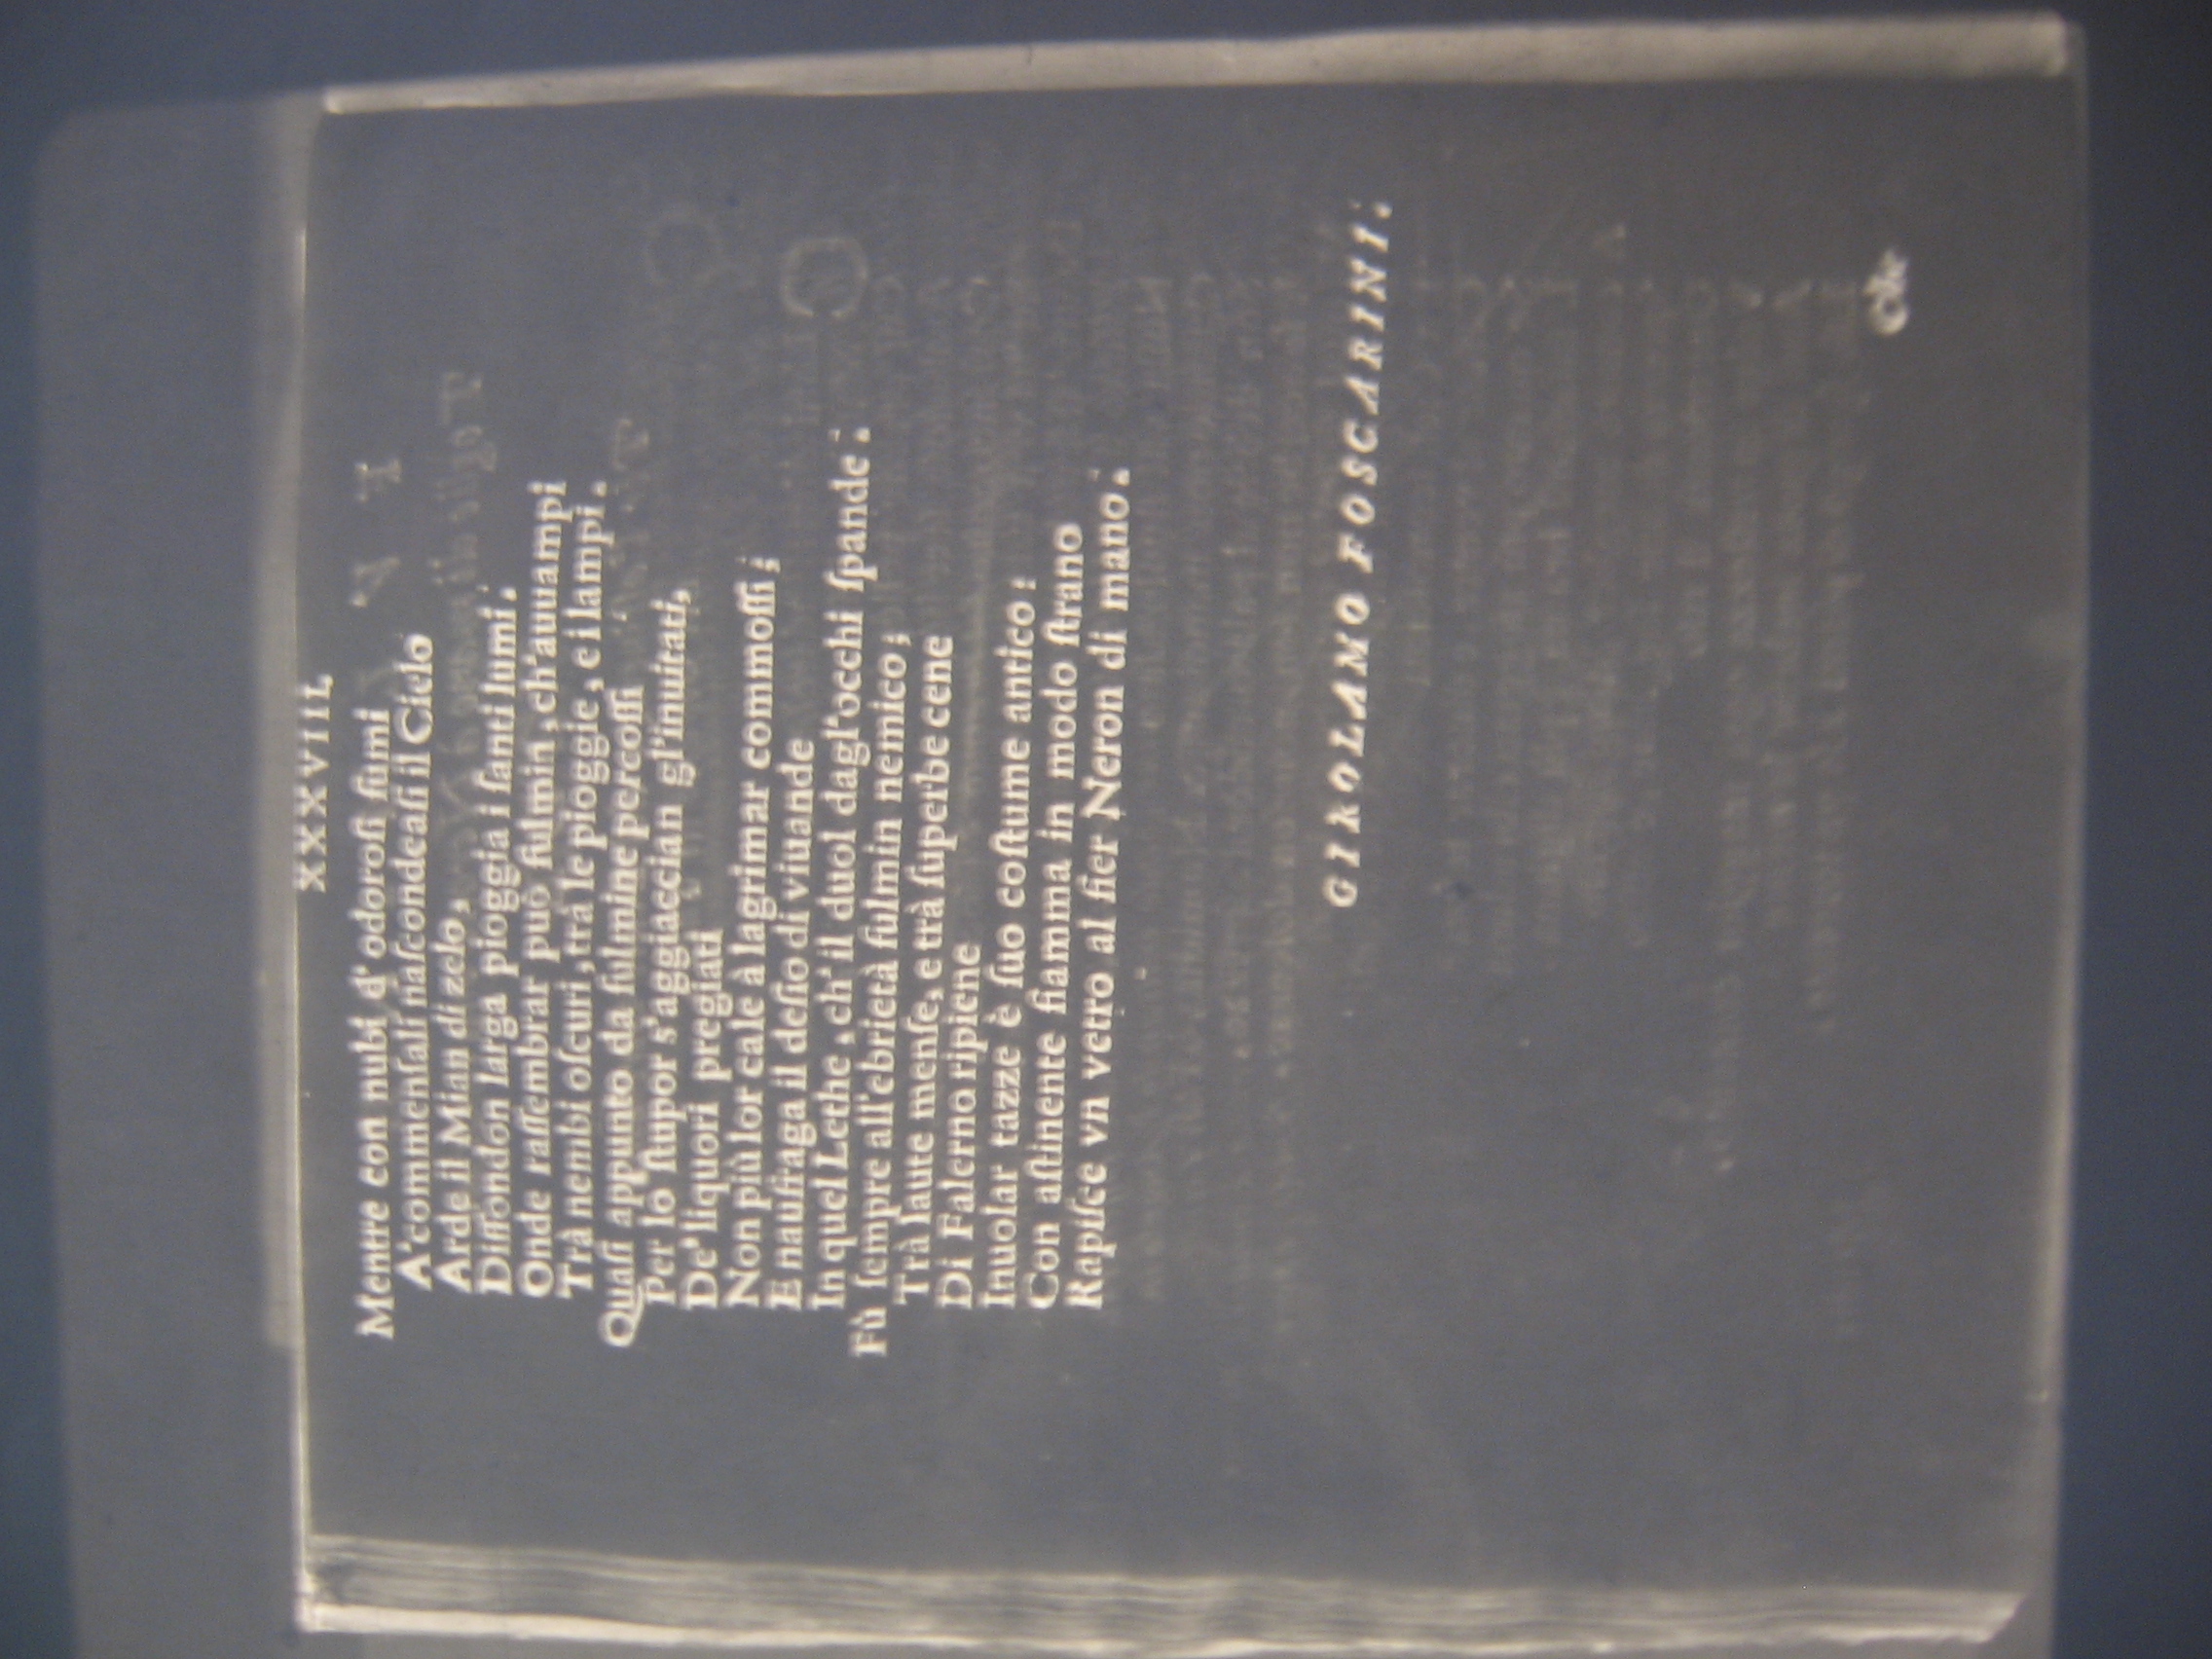 XXXVIII.
Mentre con nubi d'odorofi fumi
A'commenſali naſcondeaſi il Cielo
Arde il Mian di zelo,
Diffondon larga pioggia i ſanti lumi.
Onde raſſembrar può fulmin, ch'auuampi
Trà nembi oſcuri, trà le pioggie, e i lampi.
Quaſi appunto da fulmine percoſſi
Per lo ſtupor s'aggiaccian gl'inuitati,
De' liquori pregiati
Non più lor cale à lagrimar commoſſi;
E naufraga il deſio di viuande
In quel Lethe, ch'il duol dagl'occhi ſpande.
Fù ſempre all'ebrietà fulmin nemico;
Trà laute menſe, e trà ſuperbe cene
Di Falerno ripiene
Inuolar tazze è ſuo coſtume antico:
Con aſtinente fiamma in modo ſtrano
Rapiſce vn vetro al fier Neron di mano.
GIROLAMO FOSCARINI.